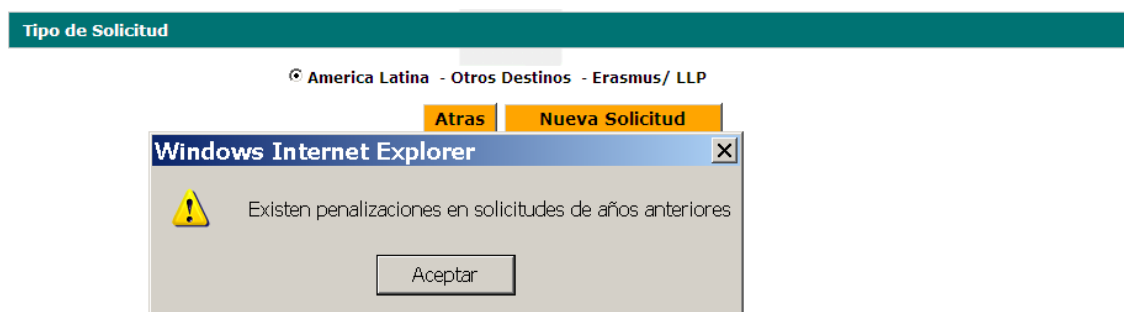 Tipo de Solicitud
America Latina - Otros Destinos - Erasmus/ LLP
Atras Nueva Solicitud
Windows Internet Explorer
Existen penalizaciones en solicitudes de años anteriores
Aceptar